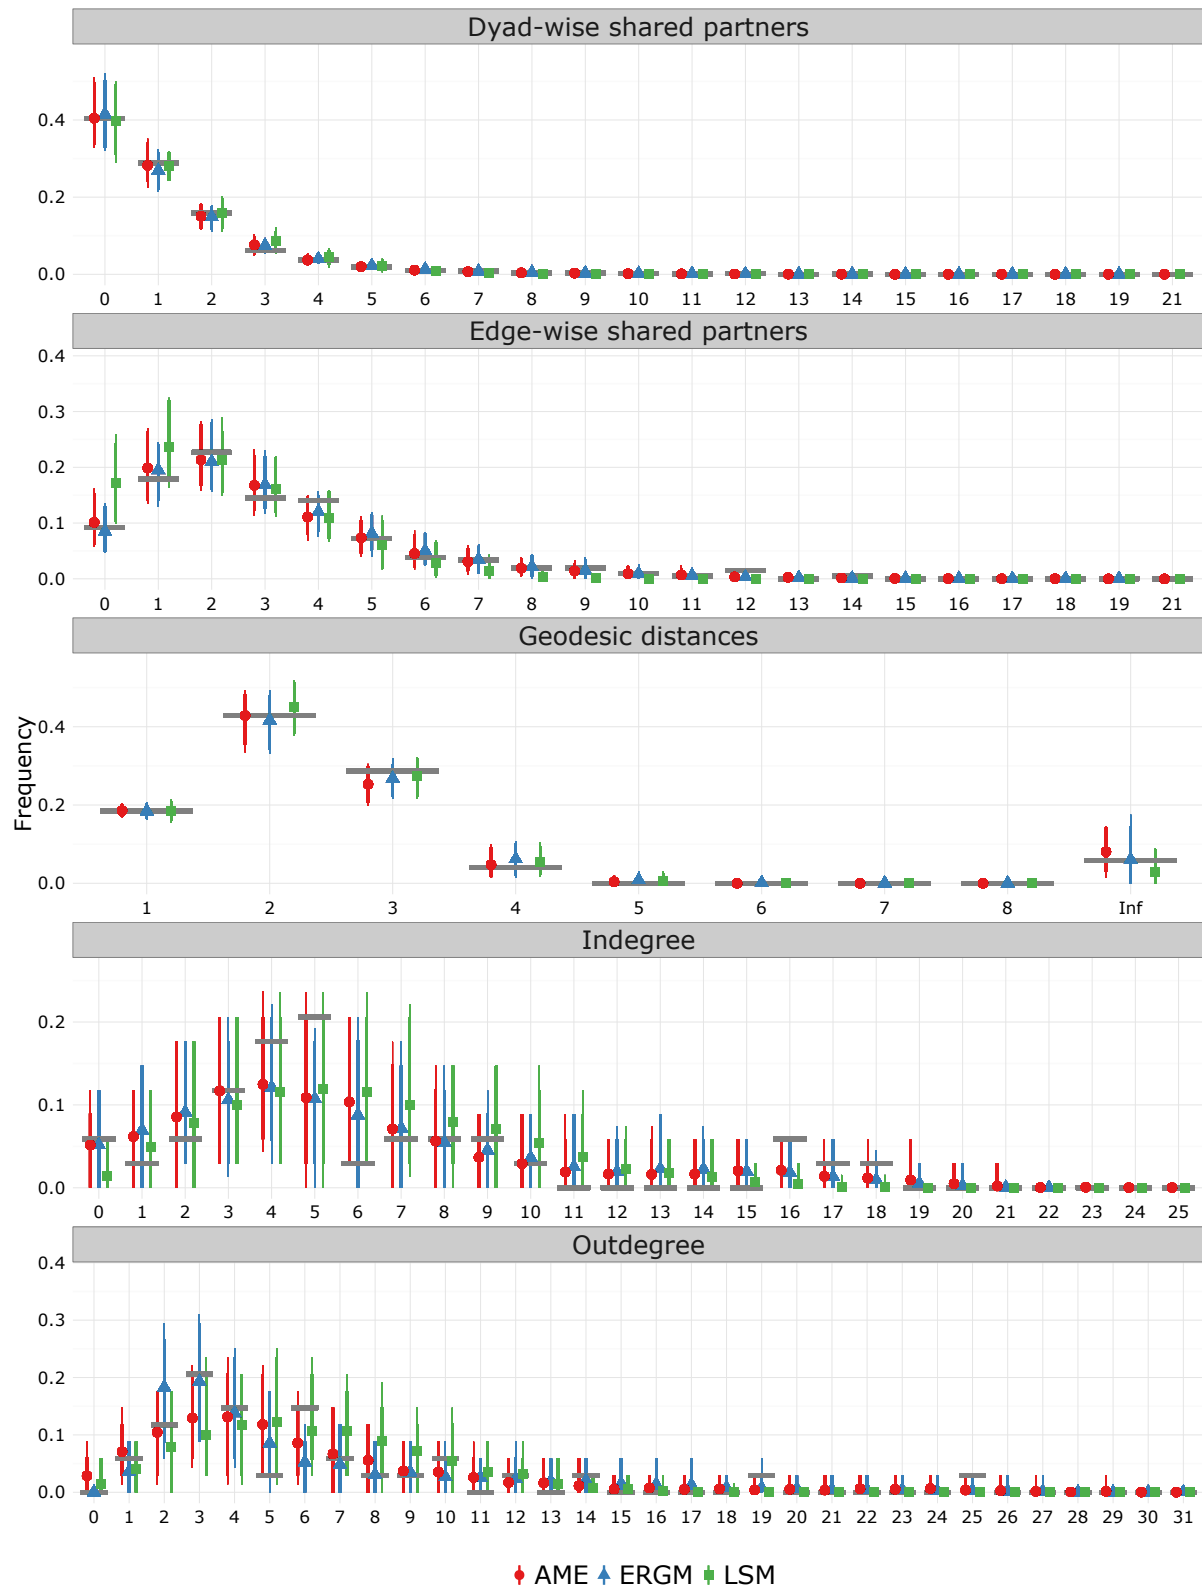 Dyad-wise shared partners
0.4
0.2
0.0
0 1 2 3 4 5 6 7 8 9 10 11 12 13 14 15 16 17 18 19 21
Edge-wise shared partners
0.4
0.3
0.2
0.1
0.0
0 1 2 3 4 5 6 7 8 9 10 11 12 13 14 15 16 17 18 19 21
Geodesic distances
Frequency
0.4
0.2
0.0
1 2 3 4 5 6 7 8 Inf
Indegree
0.2
0.1
0.0
0 1 2 3 4 5 6 7 8 9 10 11 12 13 14 15 16 17 18 19 20 21 22 23 24 25
Outdegree
0.4
0.3
0.2
0.1
0.0
0 1 2 3 4 5 6 7 8 9 10 11 12 13 14 15 16 17 18 19 20 21 22 23 24 25 26 27 28 29 30 31
AME ERGM LSM